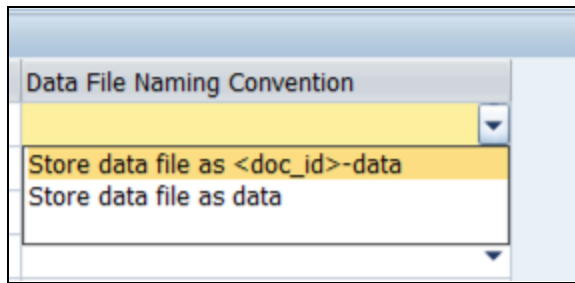 Data File Naming Convention
Store data file as <doc_id>-data
Store data file as data